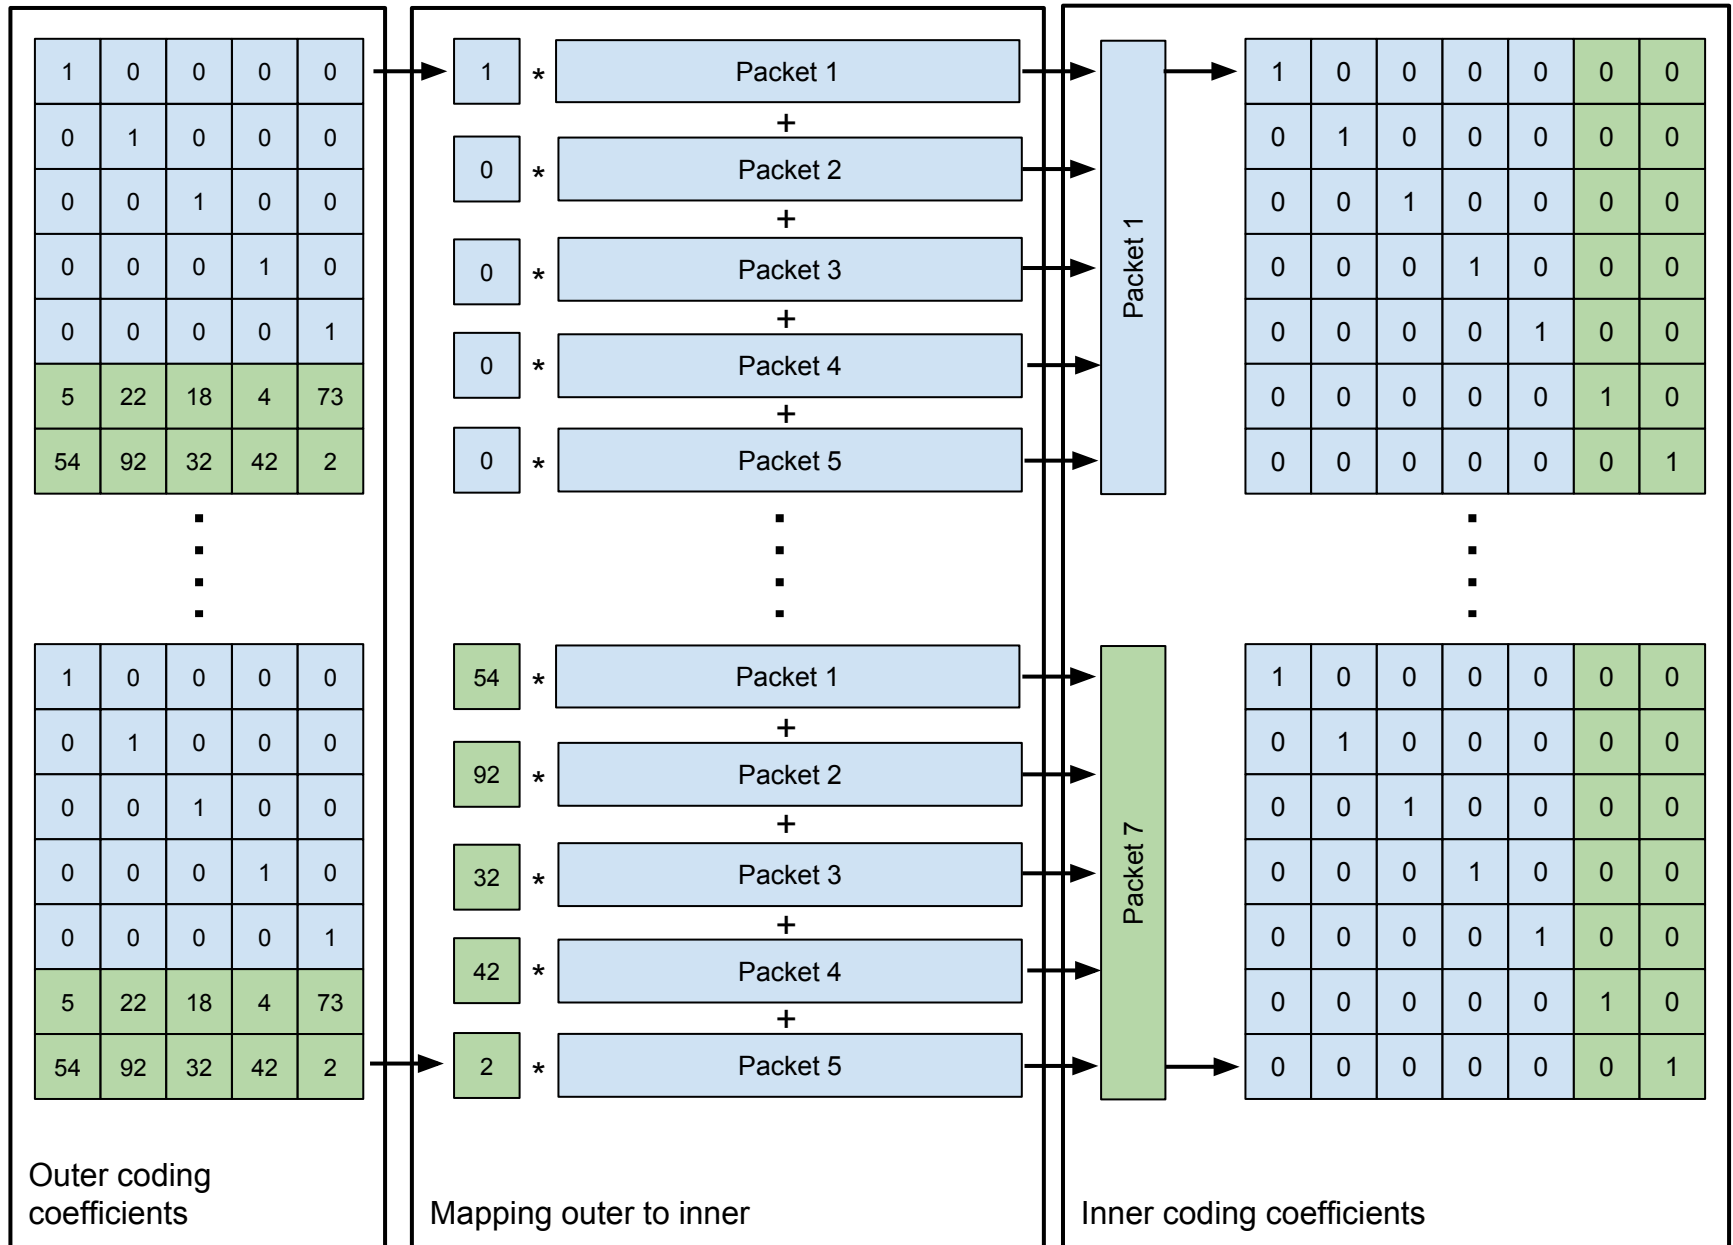 1 0 0 0 0
0 1 0 0 0
0 0 1 0 0
0 0 0 1 0
0 0 0 0 1
5 22 18 4 73
54 92 32 42 2
1 0 0 0 0
0 1 0 0 0
0 0 1 0 0
0 0 0 1 0
0 0 0 0 1
5 22 18 4 73
54 92 32 42 2
Outer coding
coefficients
1 * Packet 1
+
0 * Packet 2
+
0 * Packet 3
+
0 * Packet 4
+
0 * Packet 5
54 * Packet 1
+
92 * Packet 2
+
32 * Packet 3
+
42 * Packet 4
+
2 * Packet 5
Mapping outer to inner
Packet 1
1 0 0 0 0 0 0
0 1 0 0 0 0 0
0 0 1 0 0 0 0
0 0 0 1 0 0 0
0 0 0 0 1 0 0
0 0 0 0 0 1 0
0 0 0 0 0 0 1
Packet 7
1 0 0 0 0 0 0
0 1 0 0 0 0 0
0 0 1 0 0 0 0
0 0 0 1 0 0 0
0 0 0 0 1 0 0
0 0 0 0 0 1 0
0 0 0 0 0 0 1
Inner coding coefficients